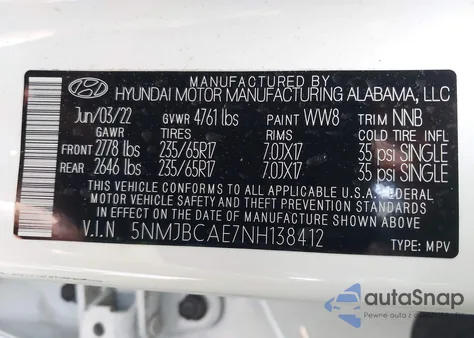 MANUFACTURED BY
HYUNDAI MOTOR MANUFACTURING ALABAMA, LLC
Jun/03/22 GVWR 4761 lbs PAINT WW8 TRIM NNB
GAWR TIRES RIMS COLD TIRE INFL
FRONT 2778 lbs 235/65R17 7.0JX17 35 psi SINGLE
REAR 2646 lbs 235/65R17 7.0JX17 35 psi SINGLE
THIS VEHICLE CONFORMS TO ALL APPLICABLE U.S.A. FEDERAL
MOTOR VEHICLE SAFETY AND THEFT PREVENTION STANDARDS
IN EFFECT ON THE DATE OF MANUFACTURE SHOWN ABOVE.
V.I.N 5NMJBCAE7NH138412 TYPE: MPV
autoSnap
Pewne auta z USA